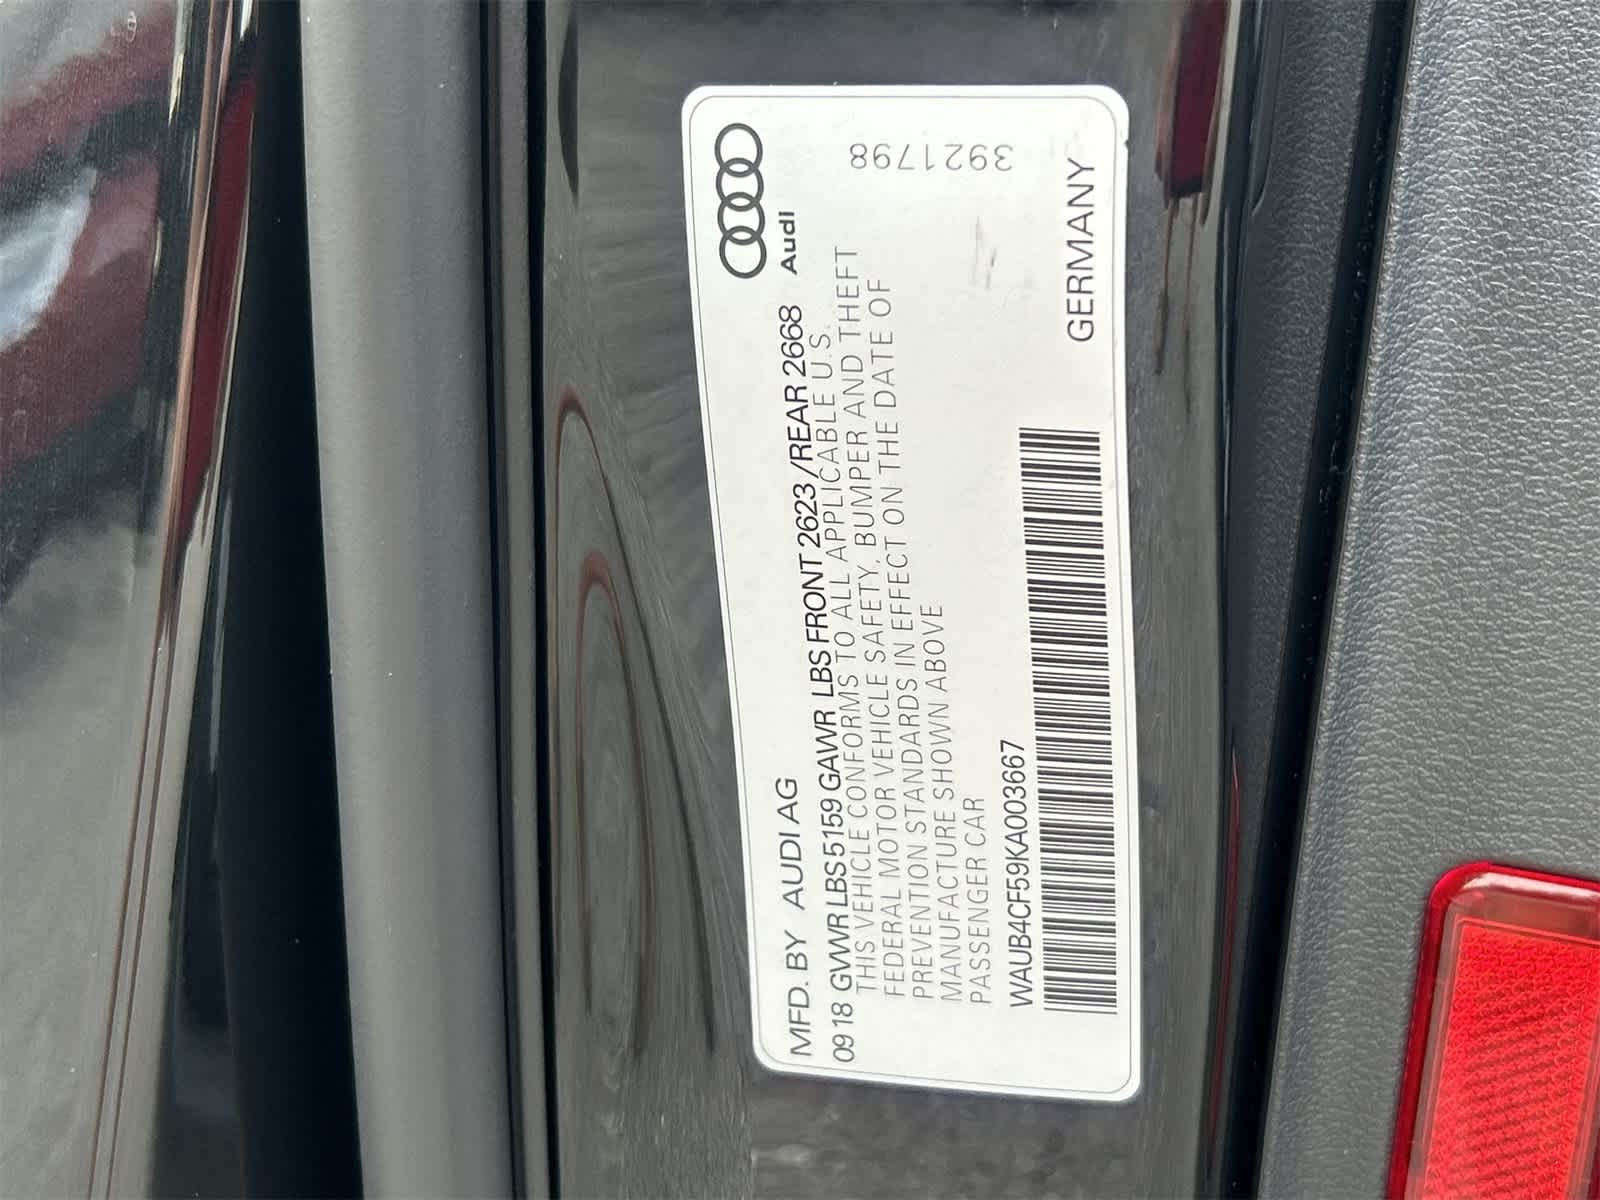 MFD. BY AUDI AG
Audi
09 18 GVWR LBS 5159 GAWR LBS FRONT 2623 / REAR 2668
THIS VEHICLE CONFORMS TO ALL APPLICABLE U.S.
FEDERAL MOTOR VEHICLE SAFETY, BUMPER AND THEFT
PREVENTION STANDARDS IN EFFECT ON THE DATE OF
MANUFACTURE SHOWN ABOVE
PASSENGER CAR
3921798
WAUB4CF59KA003667
GERMANY